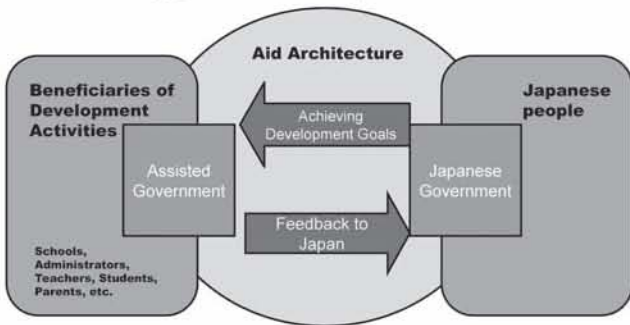 Aid Architecture
Beneficiaries of
Development
Activities
Japanese
people
Achieving
Development Goals
Assisted
Government
Japanese
Government
Feedback to
Japan
Schools,
Administrators,
Teachers, Students,
Parents, etc.